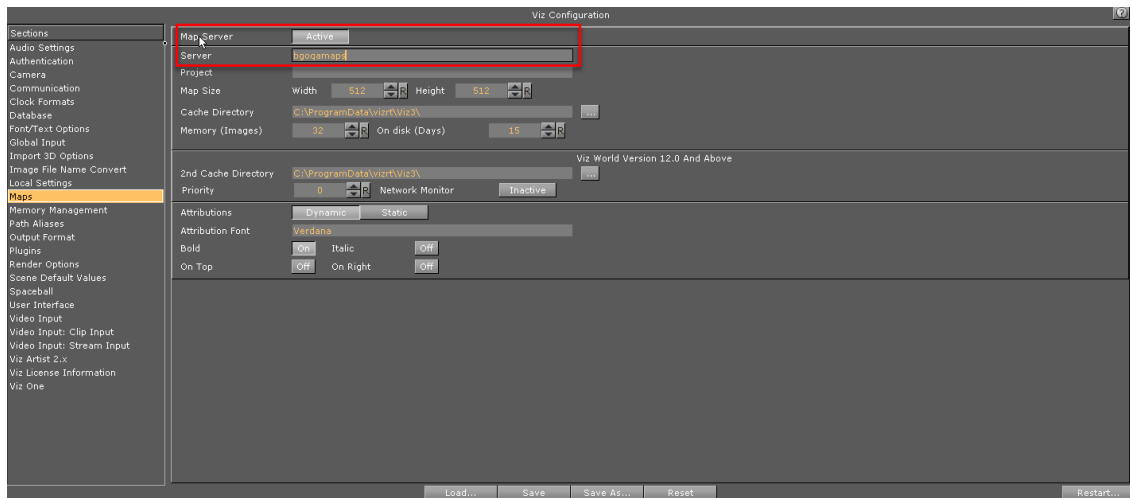 Viz Configuration
Sections
Audio Settings
Authentication
Camera
Communication
Clock Formats
Database
Font/Text Options
Global Input
Import 3D Options
Image File Name Convert
Local Settings
Maps
Memory Management
Path Aliases
Output Format
Plugins
Render Options
Scene Default Values
Spaceball
User Interface
Video Input
Video Input: Clip Input
Video Input: Stream Input
Viz Artist 2.x
Viz License Information
Viz One
Map Server Active
Server bgoqamaps
Project
Map Size Width 512 R Height 512 R
Cache Directory C:\ProgramData\vizrt\Viz3\ ...
Memory (Images) 32 R On disk (Days) 15 R
Viz World Version 12.0 And Above
2nd Cache Directory C:\ProgramData\vizrt\Viz3\ ...
Priority 0 R Network Monitor Inactive
Attributions Dynamic Static
Attribution Font Verdana
Bold On Italic Off
On Top Off On Right Off
Load... Save Save As... Reset Restart...